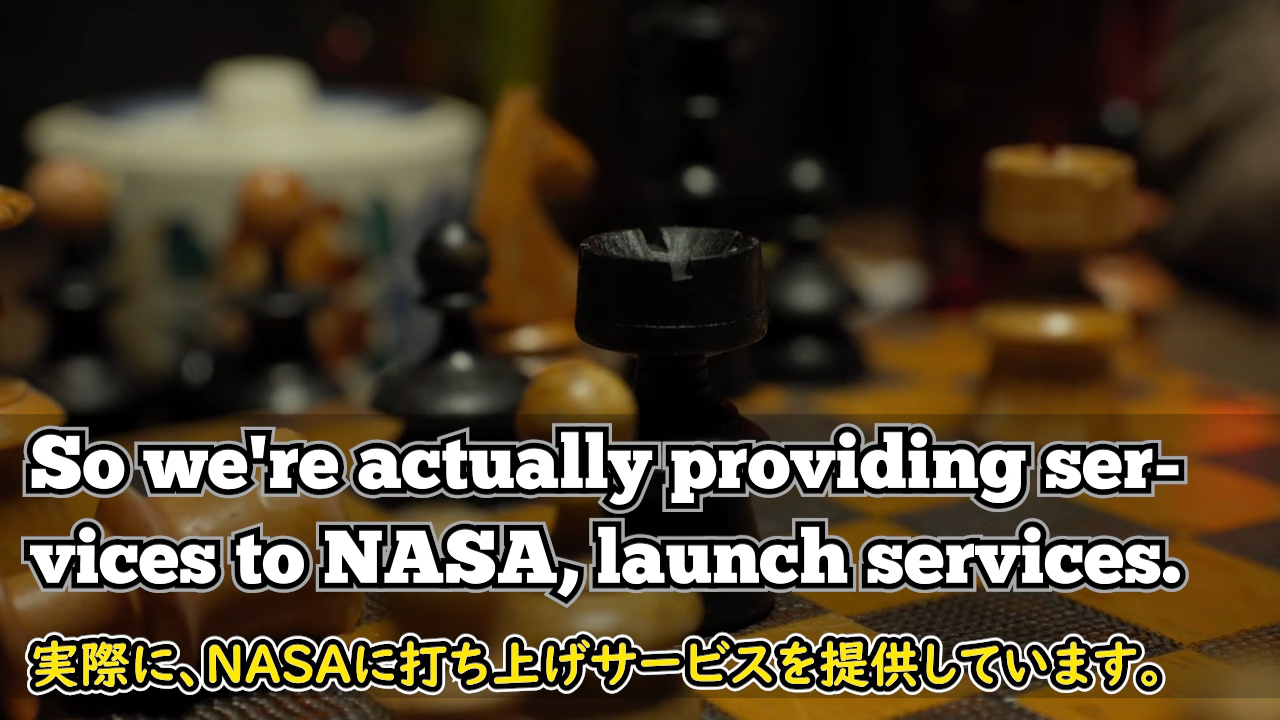 So we're actually providing ser-
vices to NASA, launch services.
実際に、NASAに打ち上げサービスを提供しています。